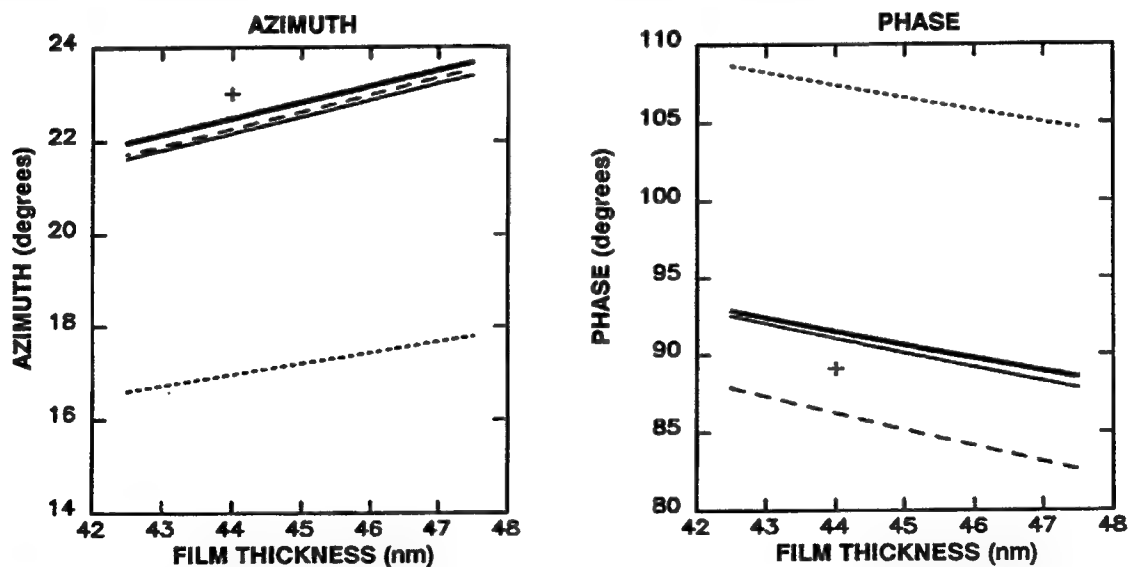 AZIMUTH
24
22
20
18
16
14
AZIMUTH (degrees)
42 43 44 45 46 47 48
FILM THICKNESS (nm)
PHASE
110
105
100
95
90
85
80
PHASE (degrees)
42 43 44 45 46 47 48
FILM THICKNESS (nm)